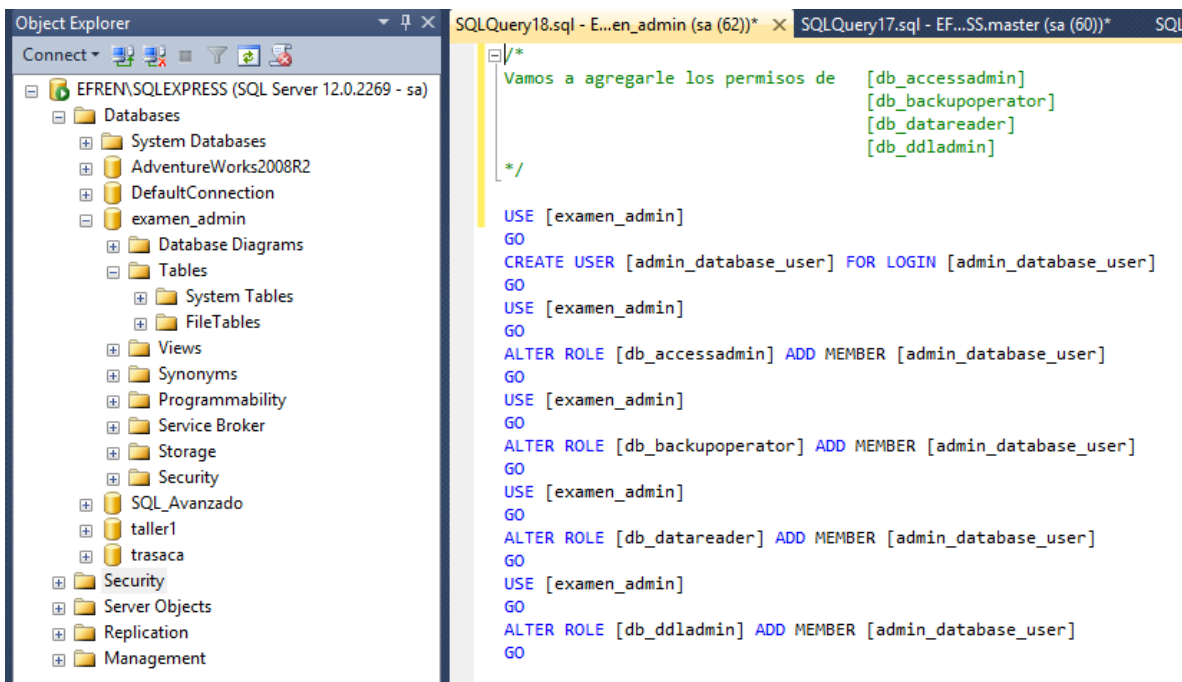 Object Explorer
Connect
EFREN\SQLEXPRESS (SQL Server 12.0.2269 - sa)
Databases
System Databases
AdventureWorks2008R2
DefaultConnection
examen_admin
Database Diagrams
Tables
System Tables
FileTables
Views
Synonyms
Programmability
Service Broker
Storage
Security
SQL_Avanzado
taller1
trasaca
Security
Server Objects
Replication
Management
SQLQuery18.sql - E...en_admin (sa (62))* SQLQuery17.sql - EF...SS.master (sa (60))* SQL
/*
Vamos a agregarle los permisos de [db_accessadmin]
[db_backupoperator]
[db_datareader]
[db_ddladmin]
*/
USE [examen_admin]
GO
CREATE USER [admin_database_user] FOR LOGIN [admin_database_user]
GO
USE [examen_admin]
GO
ALTER ROLE [db_accessadmin] ADD MEMBER [admin_database_user]
GO
USE [examen_admin]
GO
ALTER ROLE [db_backupoperator] ADD MEMBER [admin_database_user]
GO
USE [examen_admin]
GO
ALTER ROLE [db_datareader] ADD MEMBER [admin_database_user]
GO
USE [examen_admin]
GO
ALTER ROLE [db_ddladmin] ADD MEMBER [admin_database_user]
GO